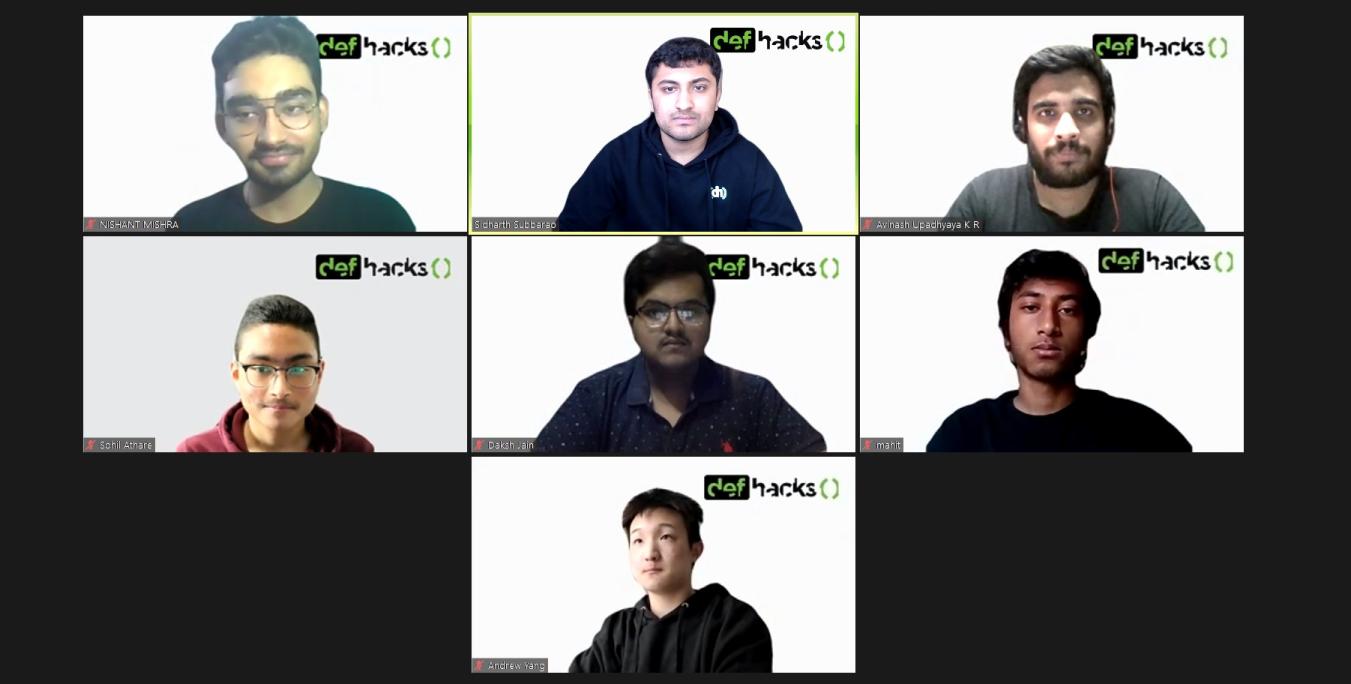 def hacks()
def hacks()
def hacks()
NISHANT MISHRA
Sidharth Subbarao
dh)
Avinash Upadhyaya K R
def hacks()
def hacks()
def hacks()
Sohil Athare
Daksh Jain
mahit
def hacks()
Andrew Yang